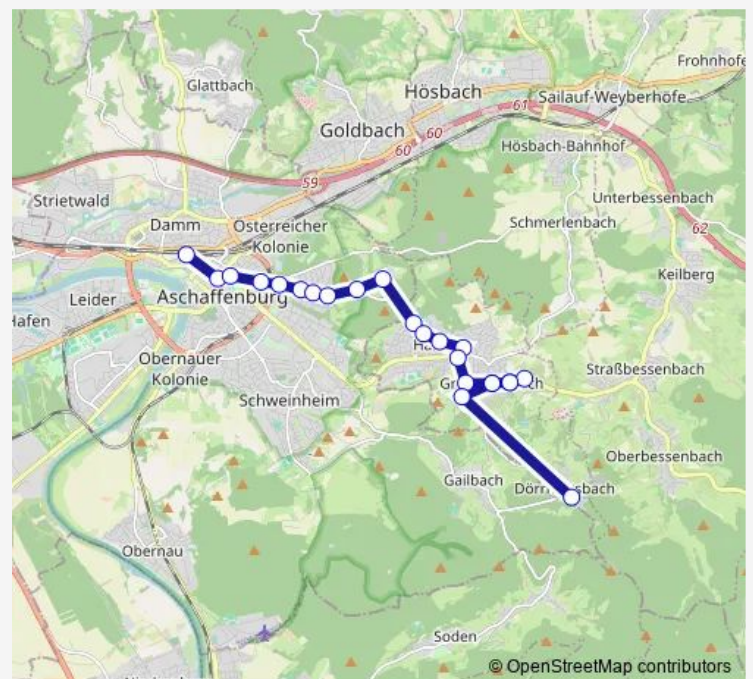 Frohnhofe
Glattbach
Hösbach
Sailauf-Weyberhöfe
61
60
Goldbach
60
Hösbach-Bahnhof
59
Unterbessenbach
Strietwald
Damm
Österreicher
Kolonie
Schmerlenbach
62
Keilberg
Leider
Aschaffenburg
Hafen
Obernauer
Kolonie
Straßbessenbach
Schweinheim
Oberbessenbach
Gailbach
Obernau
Soden
© OpenStreetMap contributors